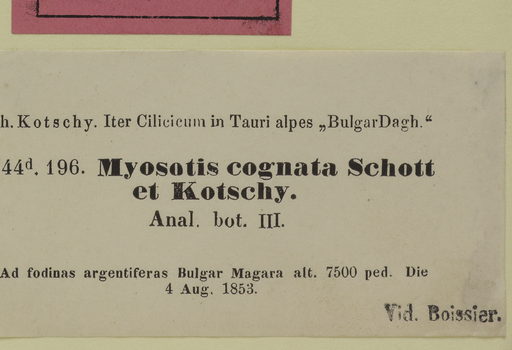 h. Kotschy. Iter Cilicicum in Tauri alpes „BulgarDagh.“
44d. 196. Myosotis cognata Schott
et Kotschy.
Anal. bot. III.
Ad fodinas argentiferas Bulgar Magara alt. 7500 ped. Die
4 Aug. 1853.
Vid. Boissier.